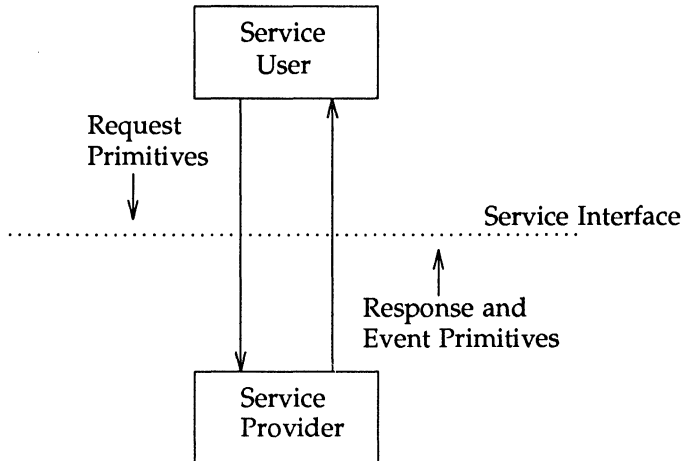 Service
User
Request
Primitives
Service Interface
Response and
Event Primitives
Service
Provider